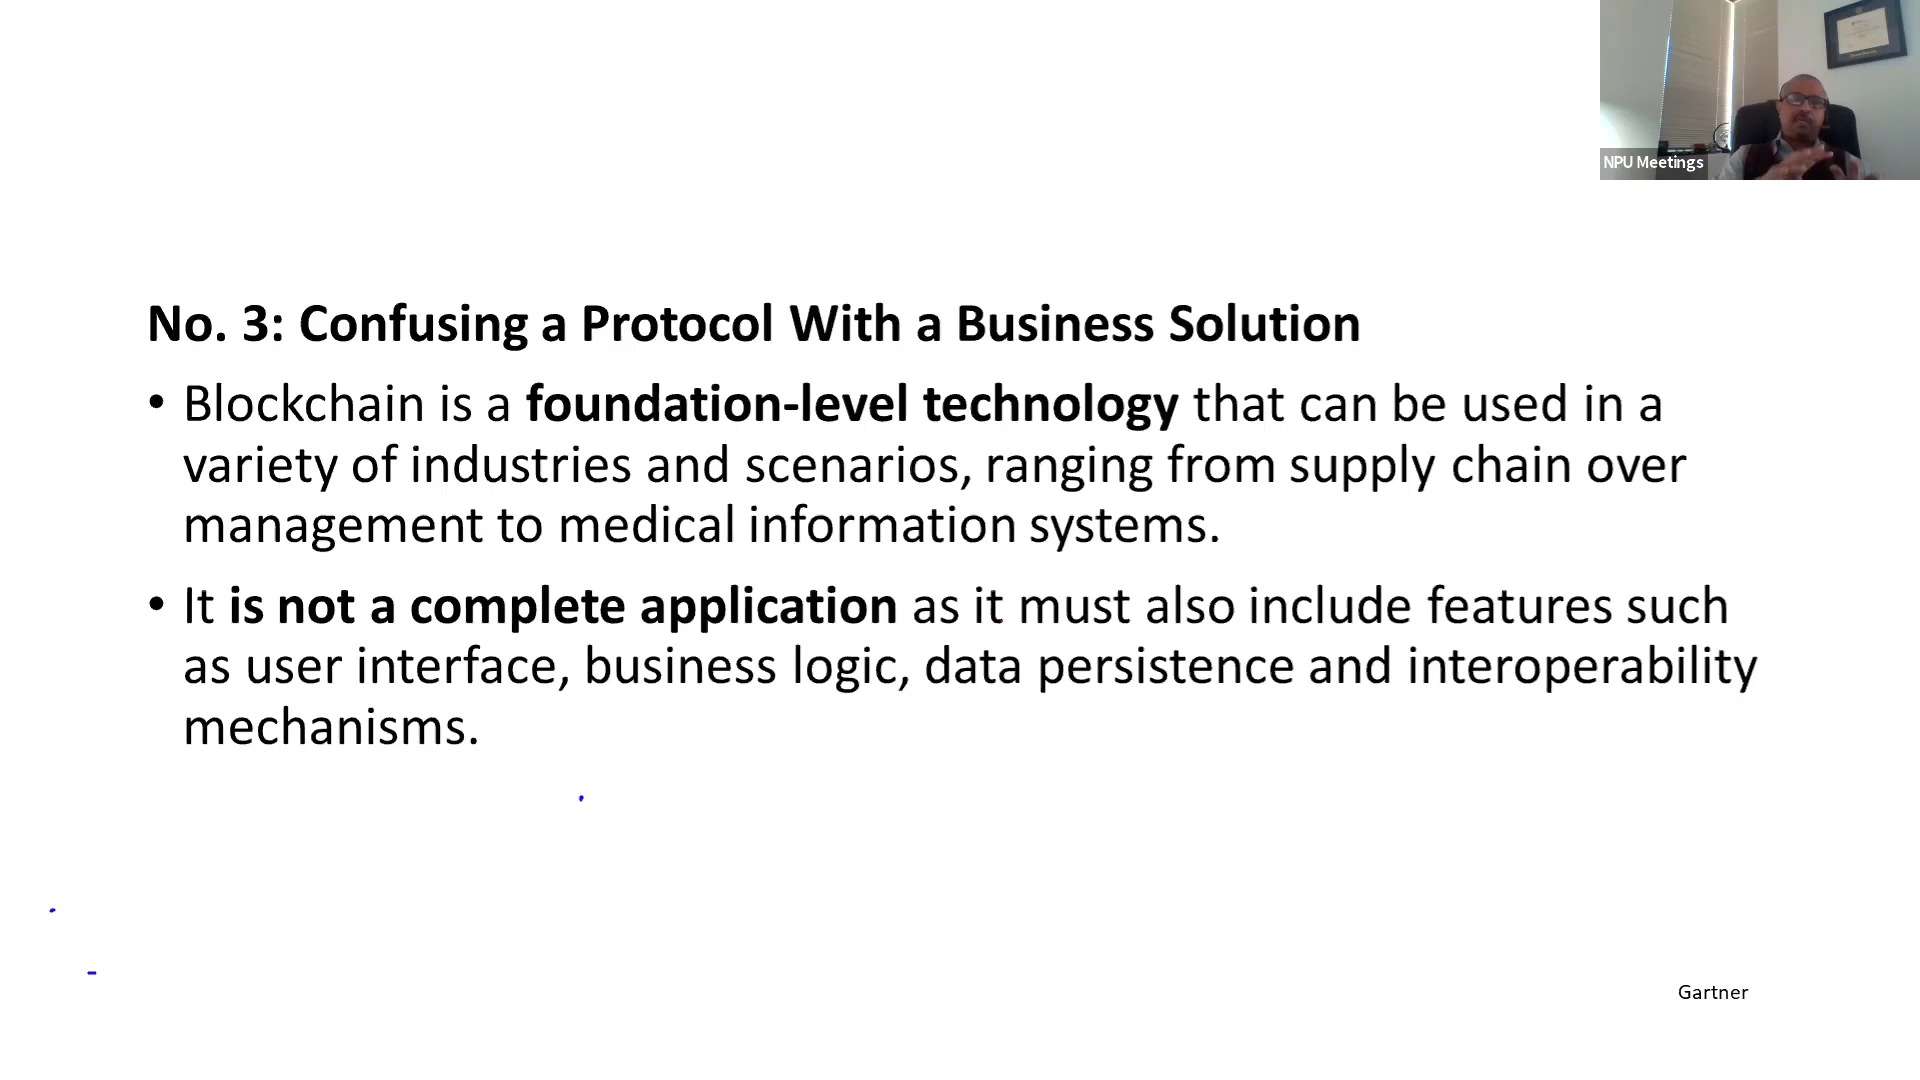 NPU Meetings
No. 3: Confusing a Protocol With a Business Solution
• Blockchain is a foundation-level technology that can be used in a
variety of industries and scenarios, ranging from supply chain over
management to medical information systems.
• It is not a complete application as it must also include features such
as user interface, business logic, data persistence and interoperability
mechanisms.
Gartner